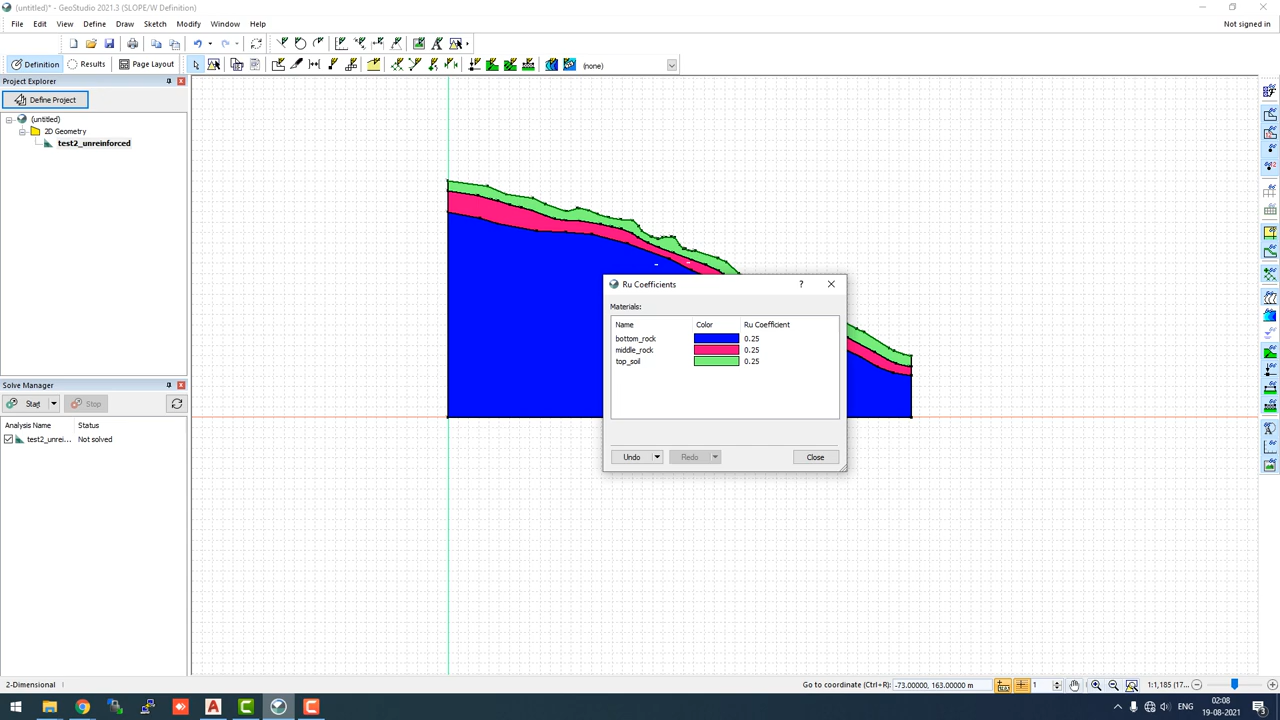 (untitled)* - GeoStudio 2021.3 (SLOPE/W Definition)
File Edit View Define Draw Sketch Modify Window Help
Not signed in
Definition Results Page Layout (none)
Project Explorer
Define Project
(untitled)
2D Geometry
test2_unreinforced
Solve Manager
Start Stop
Analysis Name Status
test2_unrei... Not solved
Ru Coefficients ?
Materials:
Name Color Ru Coefficient
bottom_rock 0.25
middle_rock 0.25
top_soil 0.25
Undo Redo Close
2-Dimensional
Go to coordinate (Ctrl+R): -73.00000, 163.00000 m 1 1:1,185 (17...
ENG
02:08
19-08-2021
3